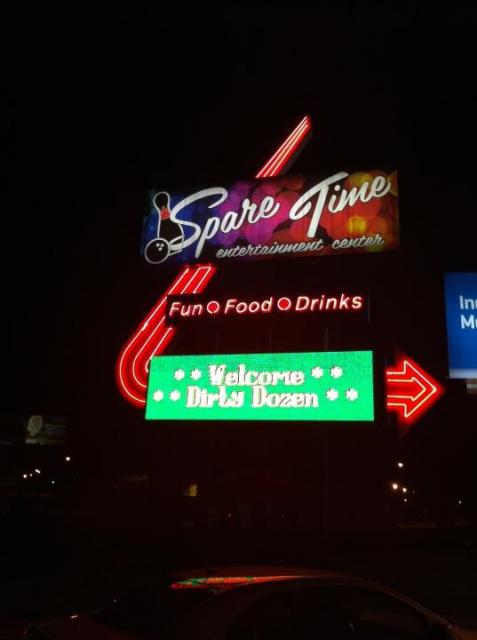 Spare Time
entertainment center
Fun Food Drinks
** Welcome **
** Dirty Dozen **